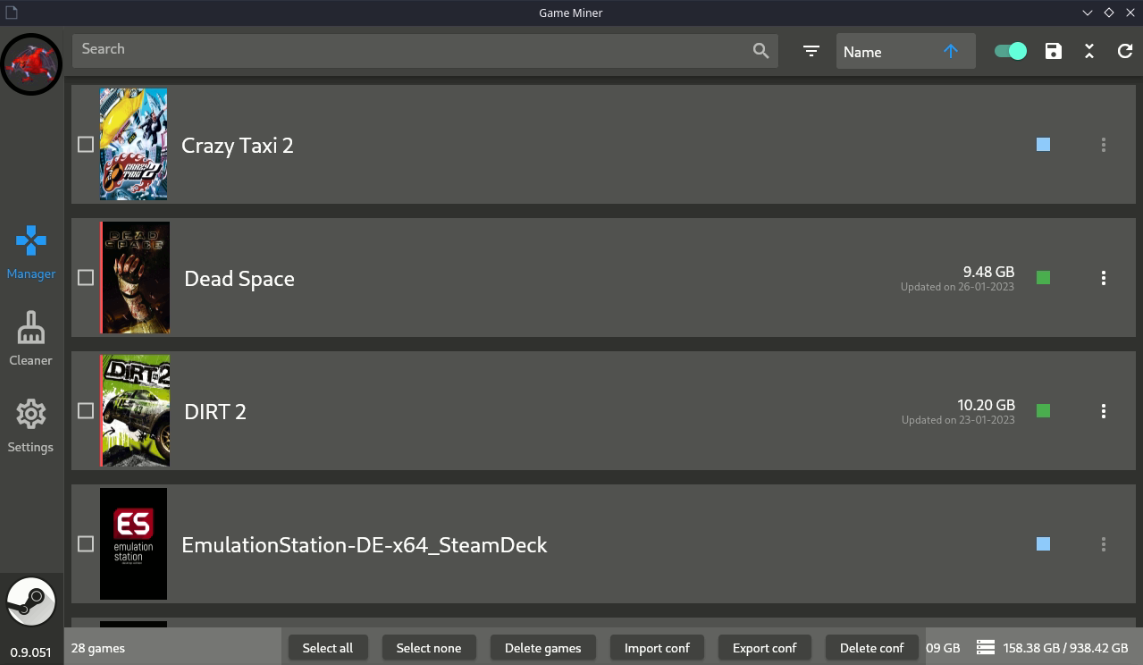 Game Miner
Search
Name
Crazy Taxi 2
DEAD SPACE
Dead Space
9.48 GB
Updated on 26-01-2023
Manager
Cleaner
DiRT2
DIRT 2
10.20 GB
Updated on 23-01-2023
Settings
ES
emulation
station
EmulationStation-DE-x64_SteamDeck
0.9.051
28 games
Select all
Select none
Delete games
Import conf
Export conf
Delete conf
09 GB
158.38 GB / 938.42 GB